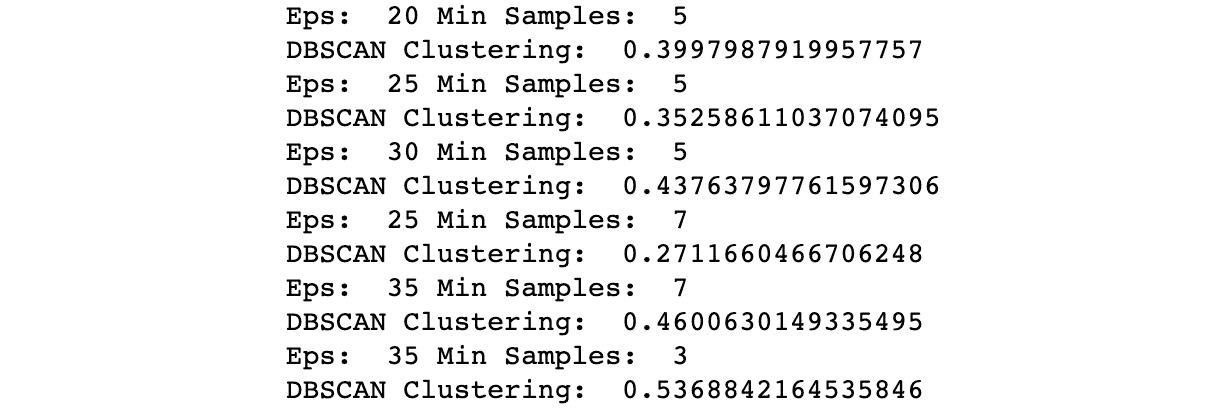 Eps:  20 Min Samples:  5
DBSCAN Clustering:  0.3997987919957757
Eps:  25 Min Samples:  5
DBSCAN Clustering:  0.35258611037074095
Eps:  30 Min Samples:  5
DBSCAN Clustering:  0.43763797761597306
Eps:  25 Min Samples:  7
DBSCAN Clustering:  0.2711660466706248
Eps:  35 Min Samples:  7
DBSCAN Clustering:  0.4600630149335495
Eps:  35 Min Samples:  3
DBSCAN Clustering:  0.5368842164535846